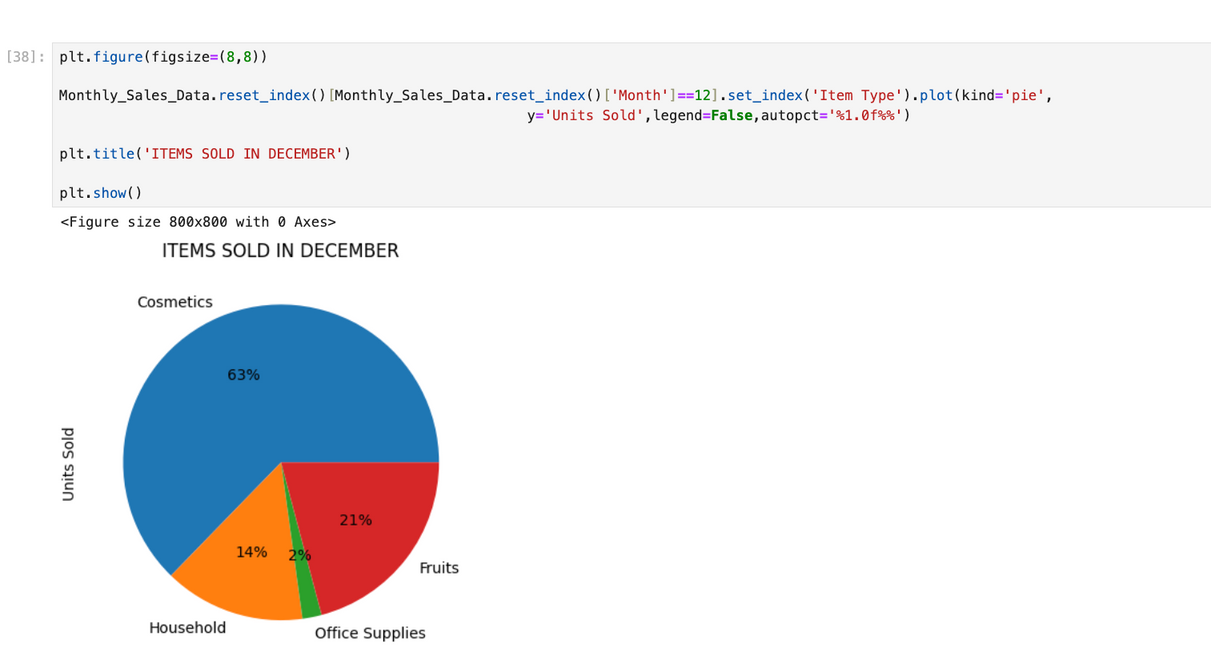 [38]: plt.figure(figsize=(8,8))
Monthly_Sales_Data.reset_index()[Monthly_Sales_Data.reset_index()['Month']==12].set_index('Item Type').plot(kind='pie',
y='Units Sold',legend=False,autopct='%1.0f%%')
plt.title('ITEMS SOLD IN DECEMBER')
plt.show()
<Figure size 800x800 with 0 Axes>
ITEMS SOLD IN DECEMBER
Cosmetics
63%
Units Sold
21%
14%
2%
Fruits
Household
Office Supplies